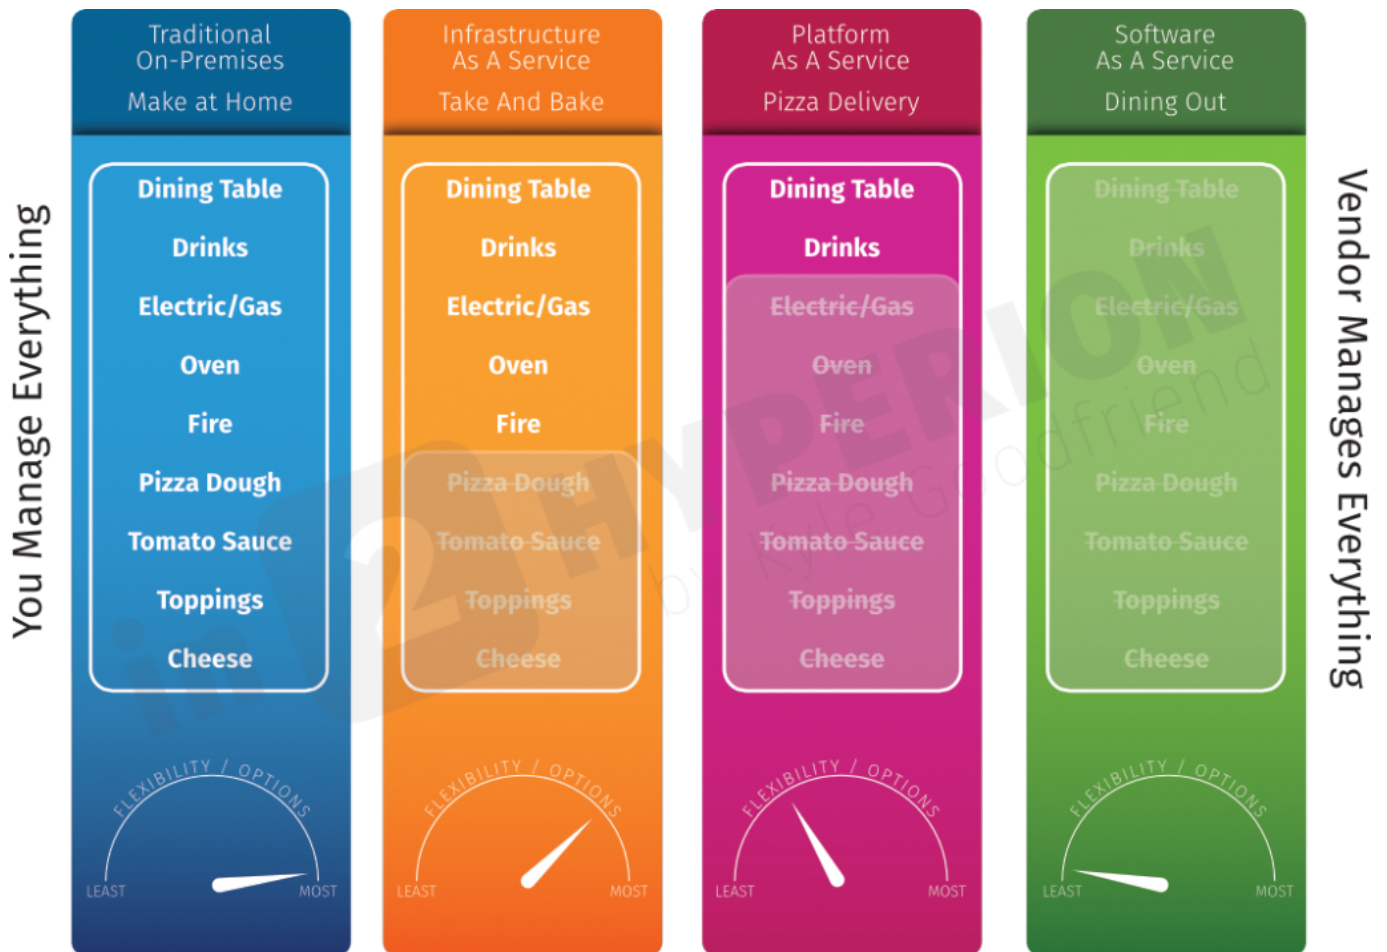 You Manage Everything
Traditional
On-Premises
Make at Home
Dining Table
Drinks
Electric/Gas
Oven
Fire
Pizza Dough
Tomato Sauce
Toppings
Cheese
FLEXIBILITY / OPTIONS
LEAST
MOST
Infrastructure
As A Service
Take And Bake
Dining Table
Drinks
Electric/Gas
Oven
Fire
Pizza Dough
Tomato Sauce
Toppings
Cheese
FLEXIBILITY / OPTIONS
LEAST
MOST
Platform
As A Service
Pizza Delivery
Dining Table
Drinks
Electric/Gas
Oven
Fire
Pizza Dough
Tomato Sauce
Toppings
Cheese
FLEXIBILITY / OPTIONS
LEAST
MOST
Software
As A Service
Dining Out
Dining Table
Drinks
Electric/Gas
Oven
Fire
Pizza Dough
Tomato Sauce
Toppings
Cheese
FLEXIBILITY / OPTIONS
LEAST
MOST
Vendor Manages Everything
in2HYPERION
by Kyle Goodfriend